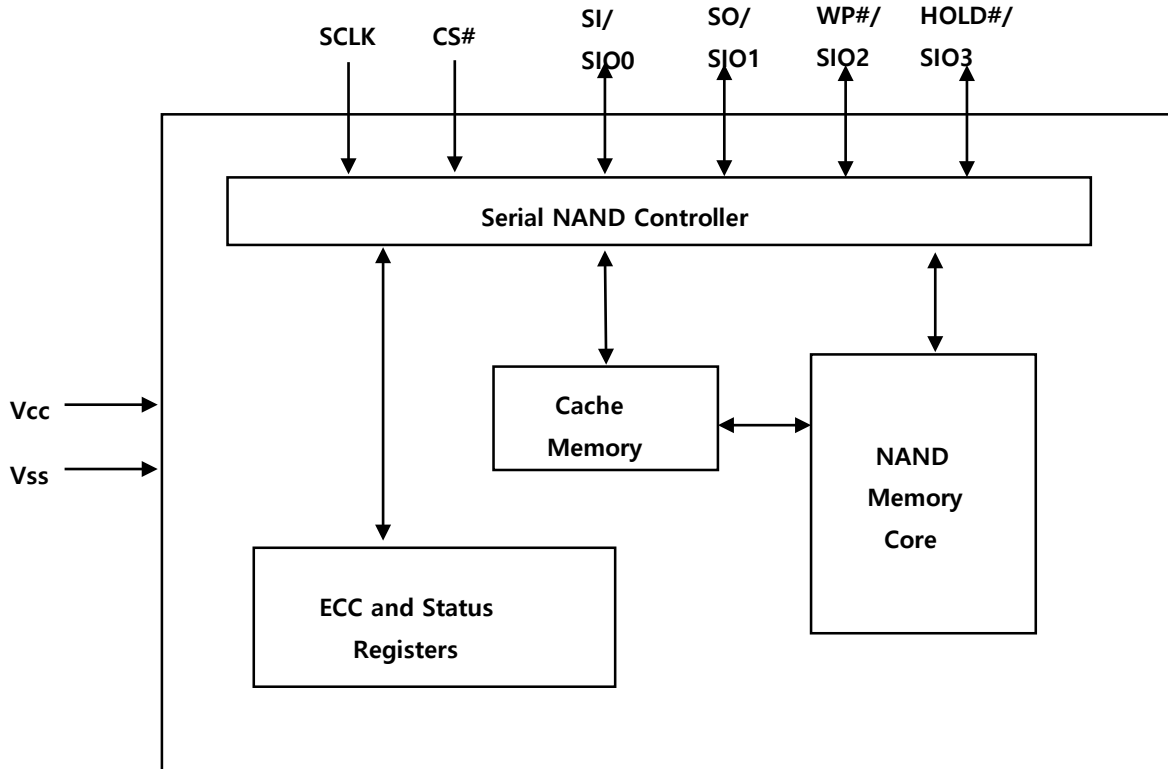 SCLK
CS#
SI/
SIO0
SO/
SIO1
WP#/
SIO2
HOLD#/
SIO3
Serial NAND Controller
Vcc
Vss
Cache
Memory
NAND
Memory
Core
ECC and Status
Registers